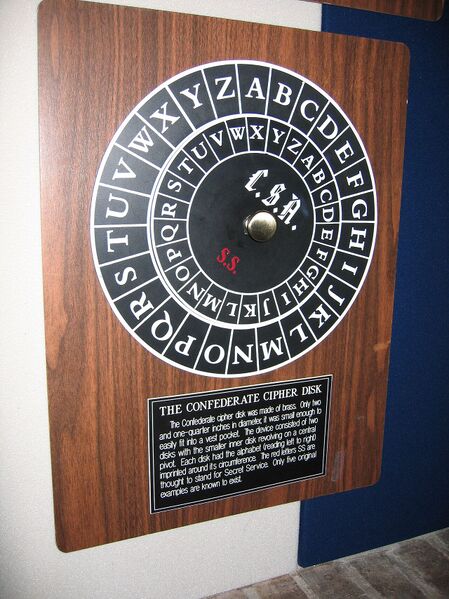 A B C D E F G H I J K L M N O P Q R S T U V W X Y Z
A B C D E F G H I J K L M N O P Q R S T U V W X Y Z
C.S.A.
S.S.
THE CONFEDERATE CIPHER DISK
The Confederate cipher disk was made of brass. Only two
and one-quarter inches in diameter, it was small enough to
easily fit into a vest pocket. The device consisted of two
disks with the smaller inner disk revolving on a central
pivot. Each disk had the alphabet (reading left to right)
imprinted around its circumference. The red letters SS are
thought to stand for Secret Service. Only five original
examples are known to exist.